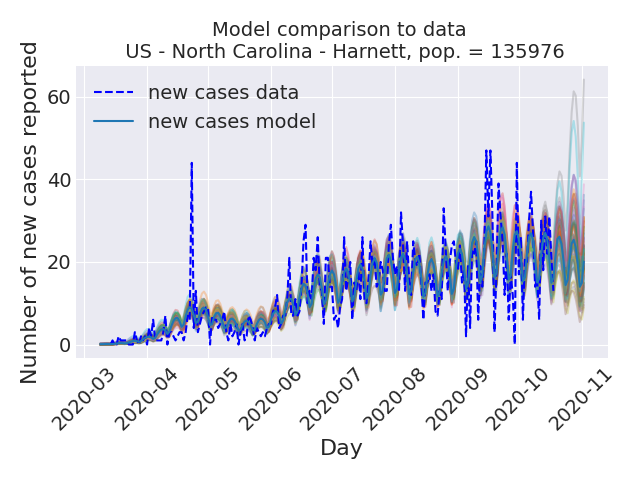 Model comparison to data
US - North Carolina - Harnett, pop. = 135976
Number of new cases reported
60
40
20
0
new cases data
new cases model
2020-03
2020-04
2020-05
2020-06
2020-07
2020-08
2020-09
2020-10
2020-11
Day